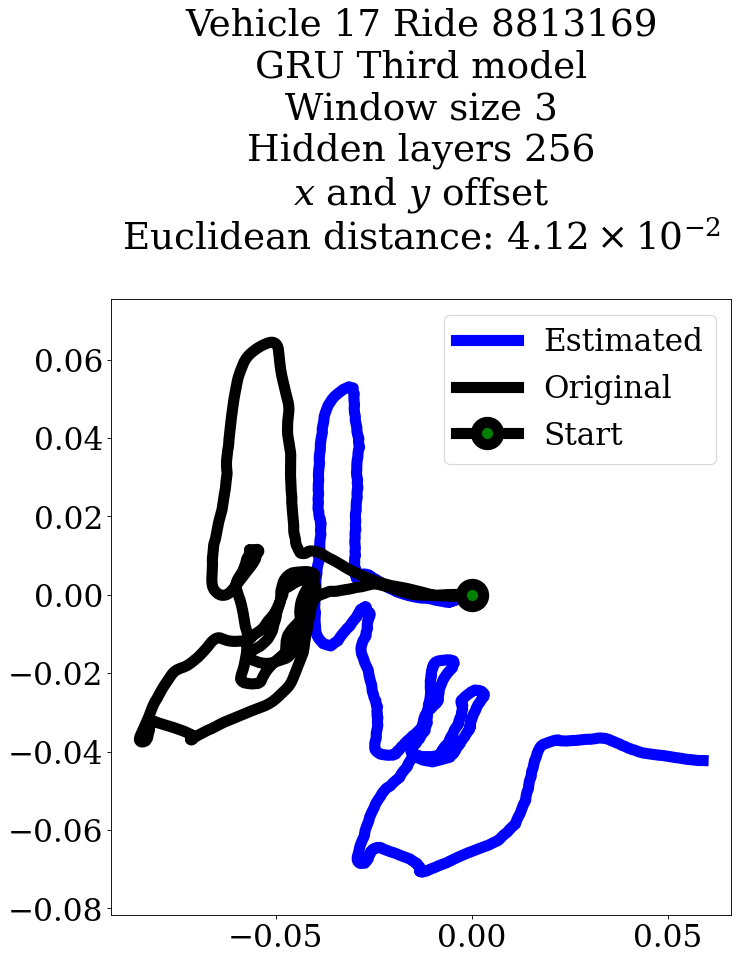 Vehicle 17 Ride 8813169
GRU Third model
Window size 3
Hidden layers 256
x and y offset
Euclidean distance: 4.12 × 10⁻²
Estimated
Original
Start
0.06
0.04
0.02
0.00
−0.02
−0.04
−0.06
−0.08
−0.05 0.00 0.05